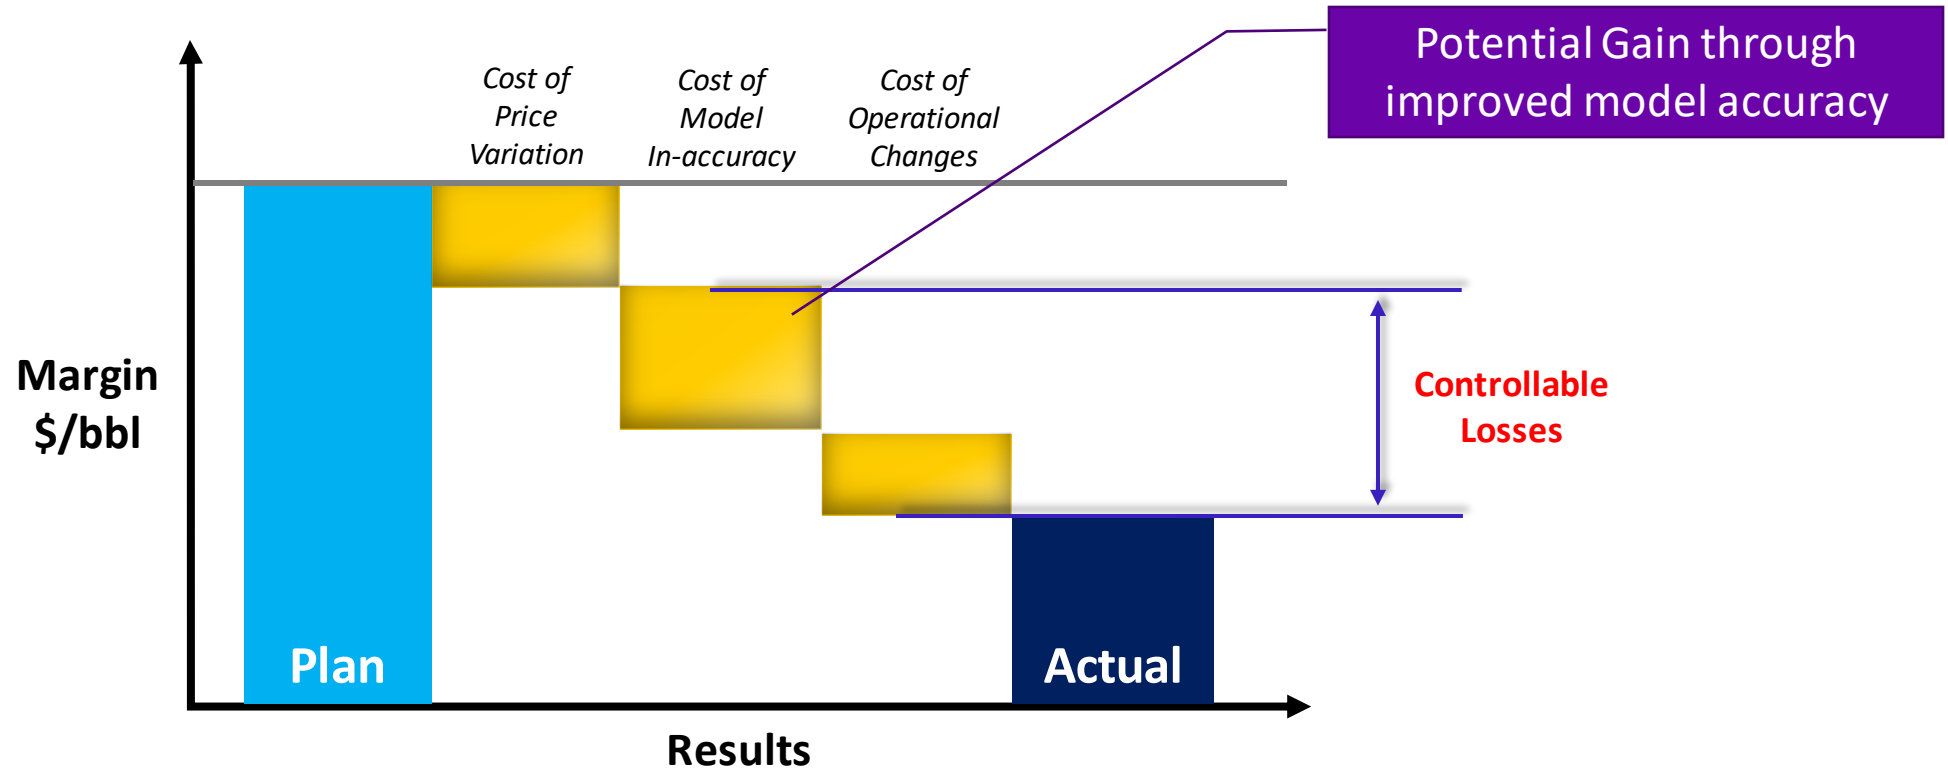 Potential Gain through
improved model accuracy
Cost of
Price
Variation
Cost of
Model
In-accuracy
Cost of
Operational
Changes
Margin
$/bbl
Controllable
Losses
Plan
Actual
Results